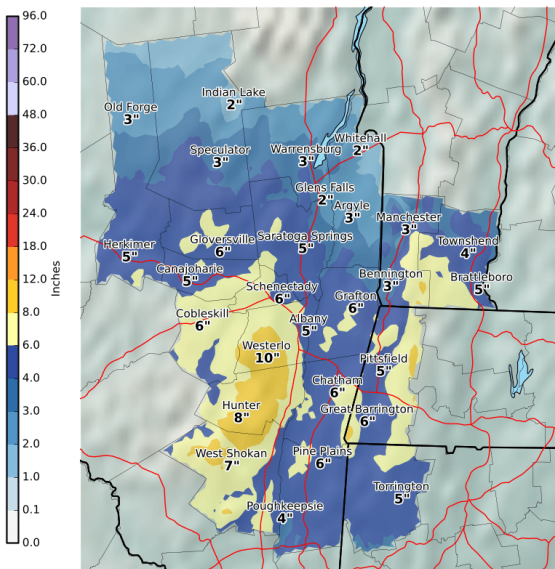 96.0
72.0
60.0
48.0
36.0
30.0
24.0
18.0
12.0
8.0
6.0
4.0
3.0
2.0
1.0
0.1
0.0
Inches
Indian Lake
2"
Old Forge
3"
Whitehall
2"
Speculator
3"
Warrensburg
3"
Glens Falls
2"
Argyle
3"
Manchester
3"
Herkimer
5"
Gloversville
6"
Saratoga Springs
5"
Townshend
4"
Canajoharie
5"
Bennington
3"
Brattleboro
5"
Schenectady
6"
Grafton
6"
Cobleskill
6"
Albany
5"
Westerlo
10"
Pittsfield
5"
Chatham
6"
Hunter
8"
Great Barrington
6"
West Shokan
7"
Pine Plains
6"
Torrington
5"
Poughkeepsie
4"